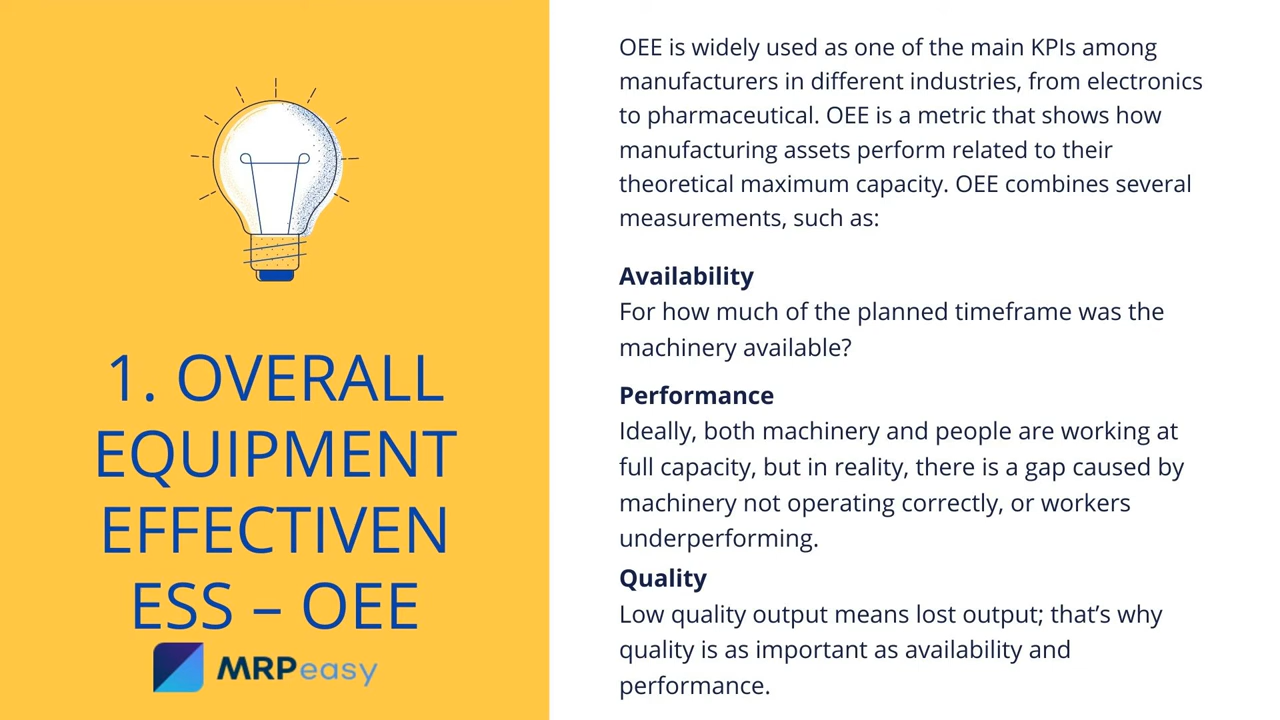 1. OVERALL
EQUIPMENT
EFFECTIVEN
ESS – OEE
MRPeasy
OEE is widely used as one of the main KPIs among
manufacturers in different industries, from electronics
to pharmaceutical. OEE is a metric that shows how
manufacturing assets perform related to their
theoretical maximum capacity. OEE combines several
measurements, such as:
Availability
For how much of the planned timeframe was the
machinery available?
Performance
Ideally, both machinery and people are working at
full capacity, but in reality, there is a gap caused by
machinery not operating correctly, or workers
underperforming.
Quality
Low quality output means lost output; that’s why
quality is as important as availability and
performance.